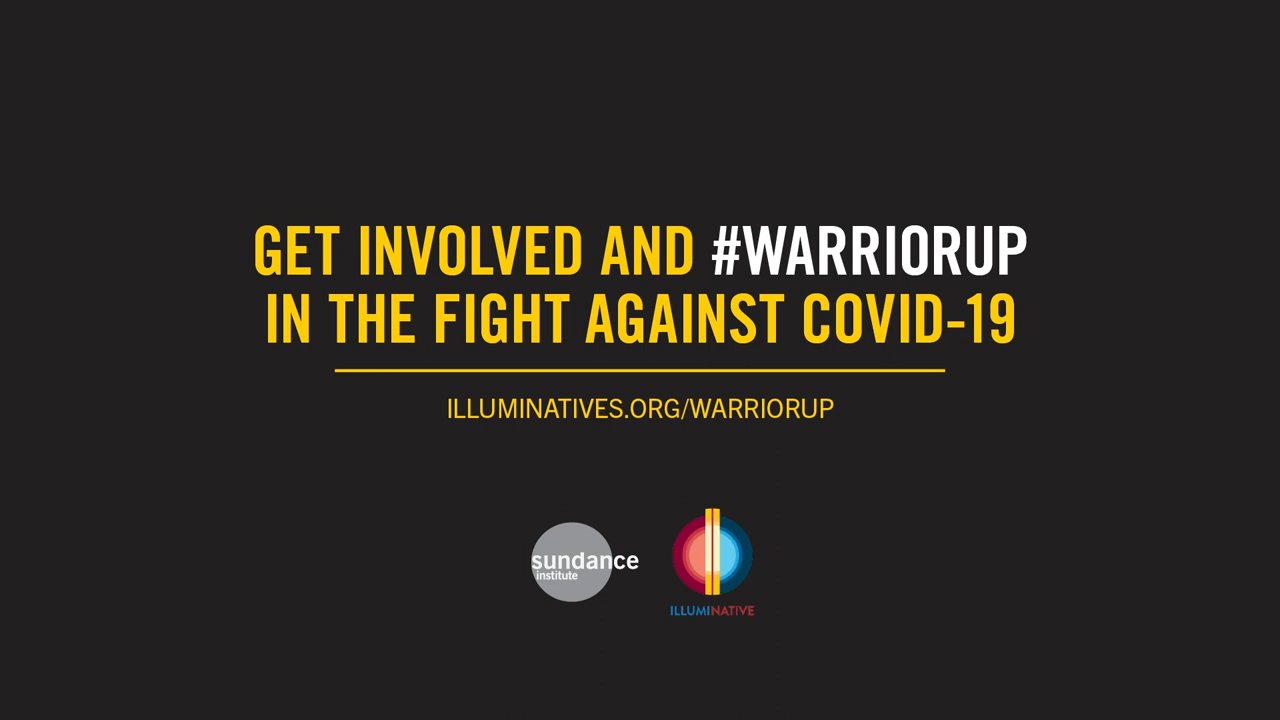 GET INVOLVED AND #WARRIORUP
IN THE FIGHT AGAINST COVID-19
ILLUMINATIVES.ORG/WARRIORUP
sundance
institute
ILLUMINATIVE